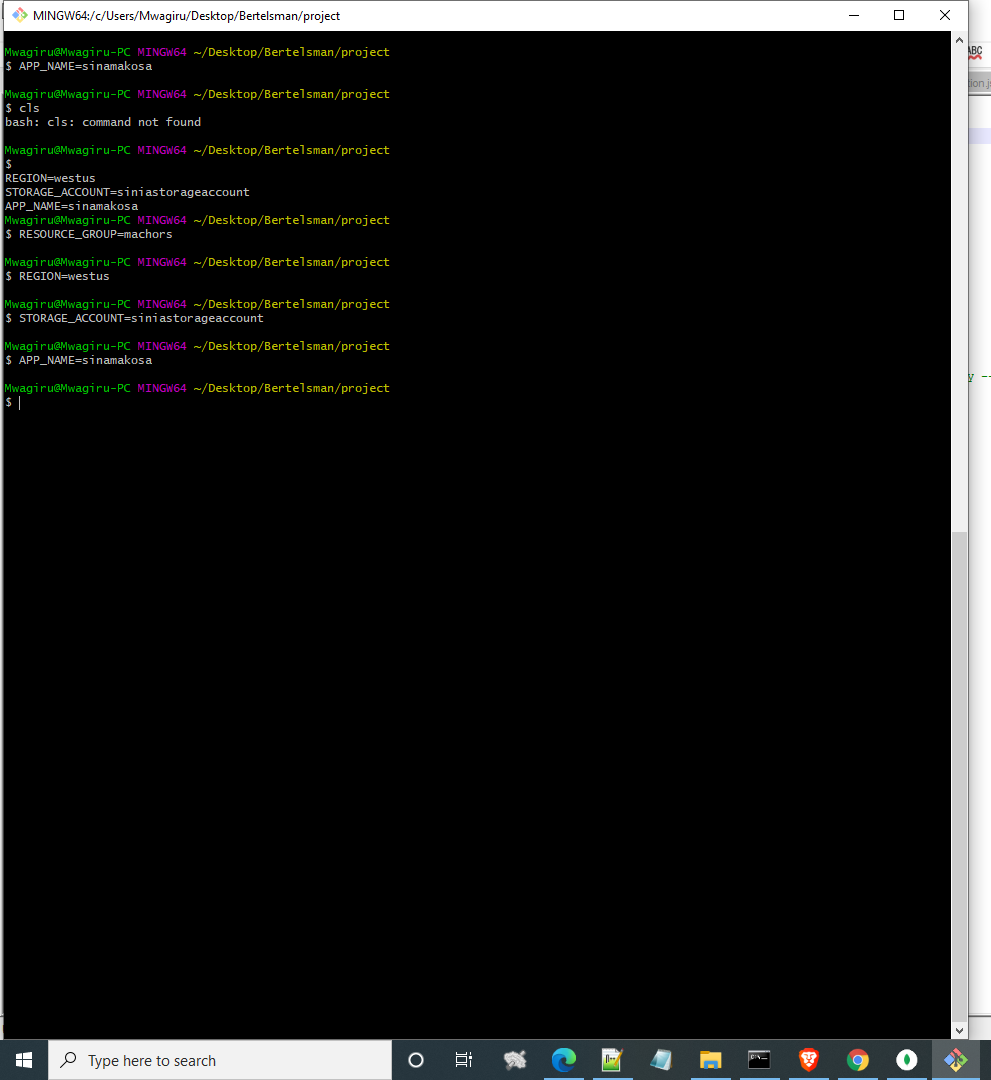 MINGW64:/c/Users/Mwagiru/Desktop/Bertelsman/project
ABC
Mwagiru@Mwagiru-PC MINGW64 ~/Desktop/Bertelsman/project
$ APP_NAME=sinamakosa
tion.j
Mwagiru@Mwagiru-PC MINGW64 ~/Desktop/Bertelsman/project
$ cls
bash: cls: command not found
Mwagiru@Mwagiru-PC MINGW64 ~/Desktop/Bertelsman/project
$
REGION=westus
STORAGE_ACCOUNT=siniastorageaccount
APP_NAME=sinamakosa
Mwagiru@Mwagiru-PC MINGW64 ~/Desktop/Bertelsman/project
$ RESOURCE_GROUP=machors
Mwagiru@Mwagiru-PC MINGW64 ~/Desktop/Bertelsman/project
$ REGION=westus
Mwagiru@Mwagiru-PC MINGW64 ~/Desktop/Bertelsman/project
$ STORAGE_ACCOUNT=siniastorageaccount
Mwagiru@Mwagiru-PC MINGW64 ~/Desktop/Bertelsman/project
$ APP_NAME=sinamakosa
y --
Mwagiru@Mwagiru-PC MINGW64 ~/Desktop/Bertelsman/project
$
Type here to search